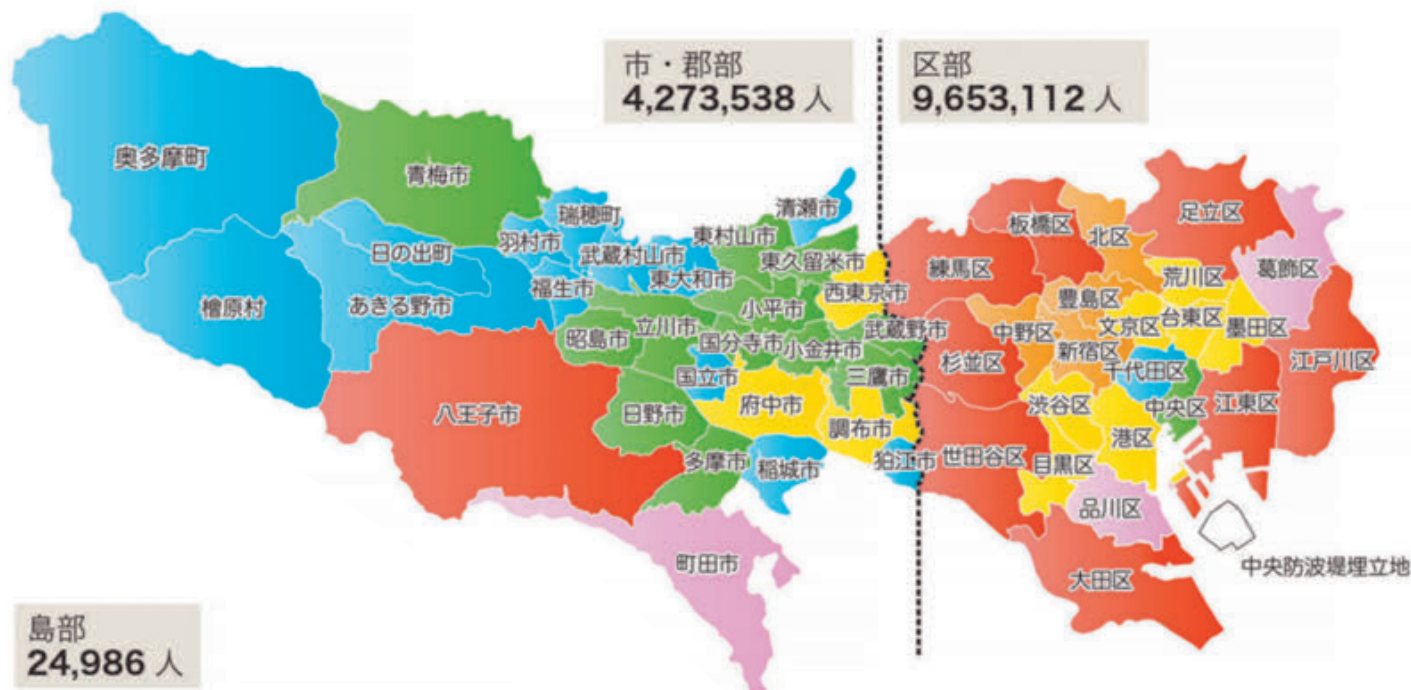 市・郡部
4,273,538 人
区部
9,653,112 人
奥多摩町
青梅市
瑞穂町
清瀬市
羽村市
東村山市
日の出町
武蔵村山市
東久留米市
東大和市
福生市
西東京市
檜原村
あきる野市
小平市
立川市
武蔵野市
昭島市
国分寺市
小金井市
国立市
三鷹市
八王子市
日野市
府中市
調布市
多摩市
稲城市
狛江市
町田市
板橋区
北区
足立区
練馬区
荒川区
葛飾区
豊島区
台東区
中野区
文京区
墨田区
新宿区
杉並区
千代田区
江戸川区
渋谷区
中央区
江東区
港区
世田谷区
目黒区
品川区
大田区
中央防波堤埋立地
島部
24,986 人